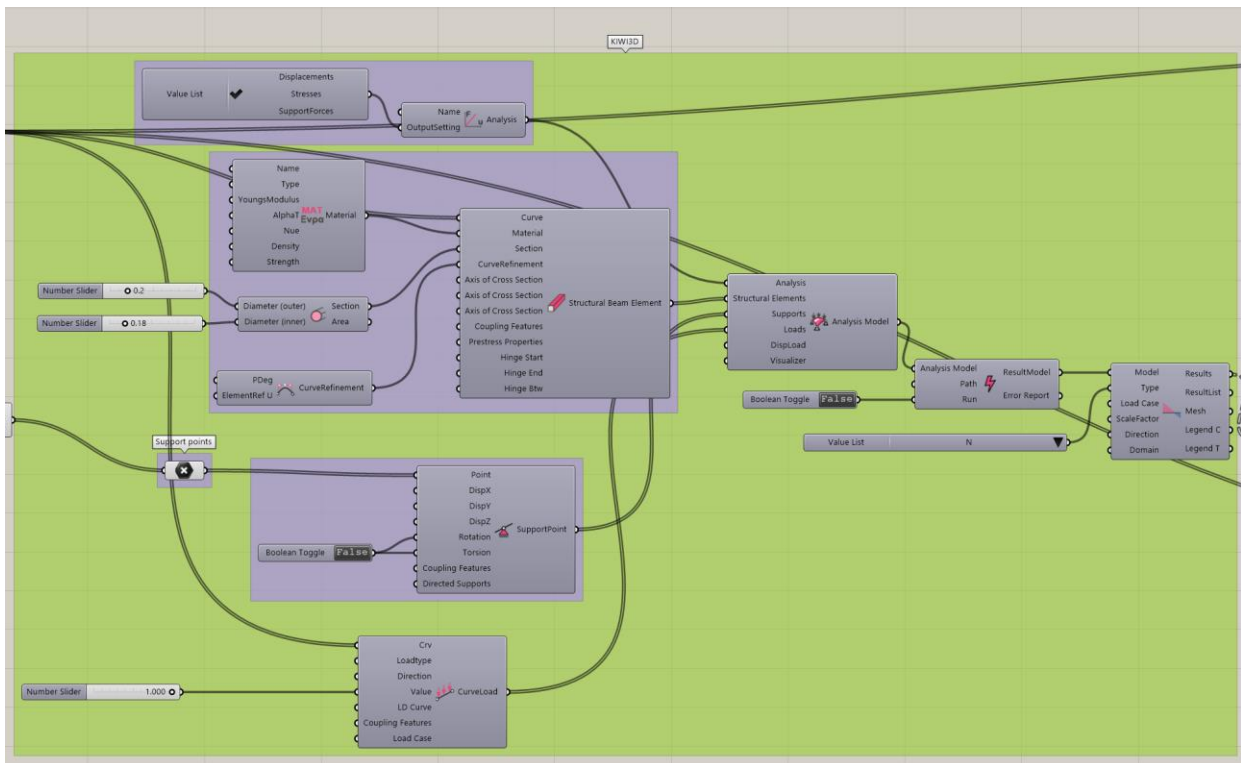 KIWI3D
Value List
Displacements
Stresses
SupportForces
Name
OutputSetting
Analysis
Name
Type
YoungsModulus
AlphaT
Nue
Density
Strength
MAT
Evρα
Material
Number Slider
0.2
Number Slider
0.18
Diameter (outer)
Diameter (inner)
Section
Area
PDeg
ElementRef U
CurveRefinement
Curve
Material
Section
CurveRefinement
Axis of Cross Section
Axis of Cross Section
Axis of Cross Section
Coupling Features
Prestress Properties
Hinge Start
Hinge End
Hinge Btw
Structural Beam Element
Analysis
Structural Elements
Supports
Loads
DispLoad
Visualizer
Analysis Model
Boolean Toggle
False
Analysis Model
Path
Run
ResultModel
Error Report
Value List
N
Model
Type
Load Case
ScaleFactor
Direction
Domain
Results
ResultList
Mesh
Legend C
Legend T
Support points
Boolean Toggle
False
Point
DispX
DispY
DispZ
Rotation
Torsion
Coupling Features
Directed Supports
SupportPoint
Number Slider
1.000
Crv
Loadtype
Direction
Value
LD Curve
Coupling Features
Load Case
CurveLoad